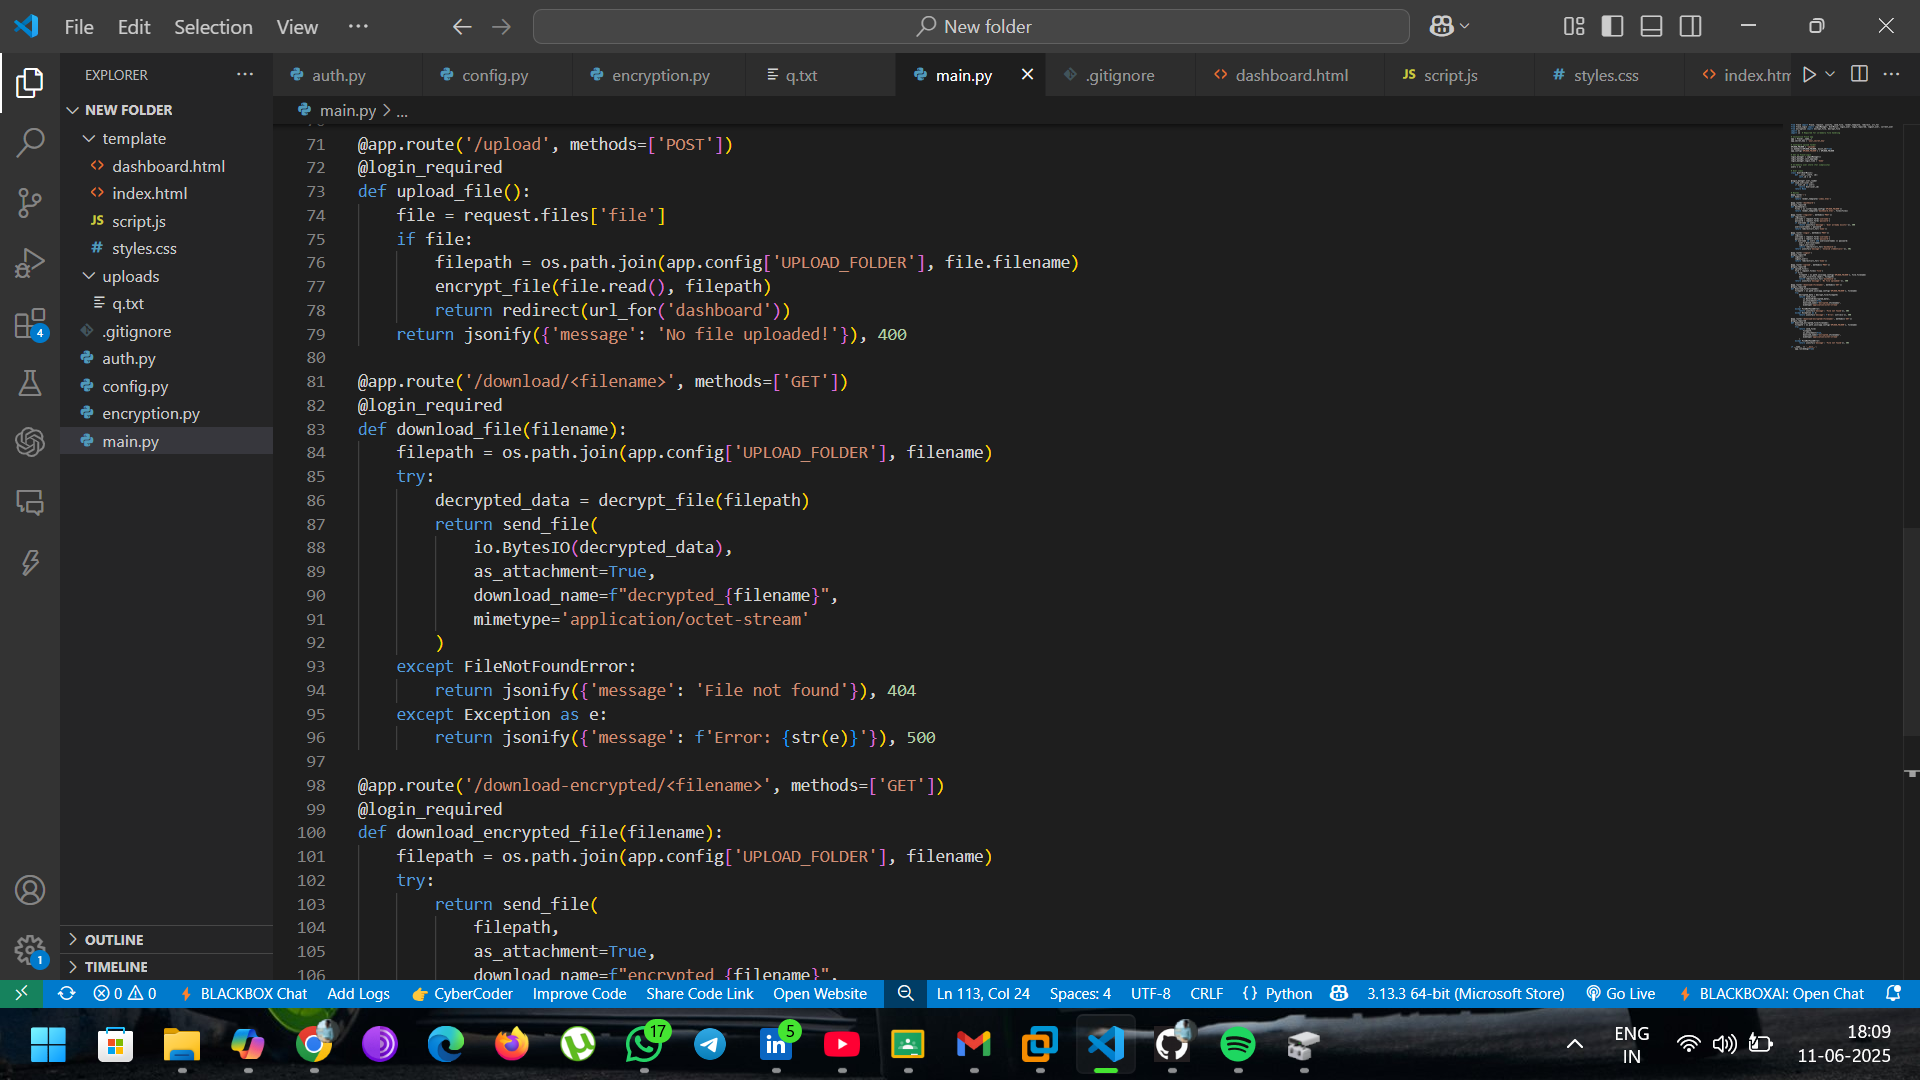 File Edit Selection View ···
New folder
EXPLORER ···
NEW FOLDER
template
dashboard.html
index.html
JS script.js
# styles.css
uploads
q.txt
.gitignore
auth.py
config.py
encryption.py
main.py
OUTLINE
TIMELINE
4
1
auth.py config.py encryption.py q.txt main.py .gitignore dashboard.html JS script.js # styles.css index.htm
main.py > ...
71 @app.route('/upload', methods=['POST'])
72 @login_required
73 def upload_file():
74     file = request.files['file']
75     if file:
76         filepath = os.path.join(app.config['UPLOAD_FOLDER'], file.filename)
77         encrypt_file(file.read(), filepath)
78         return redirect(url_for('dashboard'))
79     return jsonify({'message': 'No file uploaded!'}), 400
80
81 @app.route('/download/<filename>', methods=['GET'])
82 @login_required
83 def download_file(filename):
84     filepath = os.path.join(app.config['UPLOAD_FOLDER'], filename)
85     try:
86         decrypted_data = decrypt_file(filepath)
87         return send_file(
88             io.BytesIO(decrypted_data),
89             as_attachment=True,
90             download_name=f"decrypted_{filename}",
91             mimetype='application/octet-stream'
92         )
93     except FileNotFoundError:
94         return jsonify({'message': 'File not found'}), 404
95     except Exception as e:
96         return jsonify({'message': f'Error: {str(e)}'}), 500
97
98 @app.route('/download-encrypted/<filename>', methods=['GET'])
99 @login_required
100 def download_encrypted_file(filename):
101     filepath = os.path.join(app.config['UPLOAD_FOLDER'], filename)
102     try:
103         return send_file(
104             filepath,
105             as_attachment=True,
106             download_name=f"encrypted_{filename}",
0 0 BLACKBOX Chat Add Logs CyberCoder Improve Code Share Code Link Open Website Ln 113, Col 24 Spaces: 4 UTF-8 CRLF {} Python 3.13.3 64-bit (Microsoft Store) Go Live BLACKBOXAI: Open Chat
17
5
ENG
IN
18:09
11-06-2025